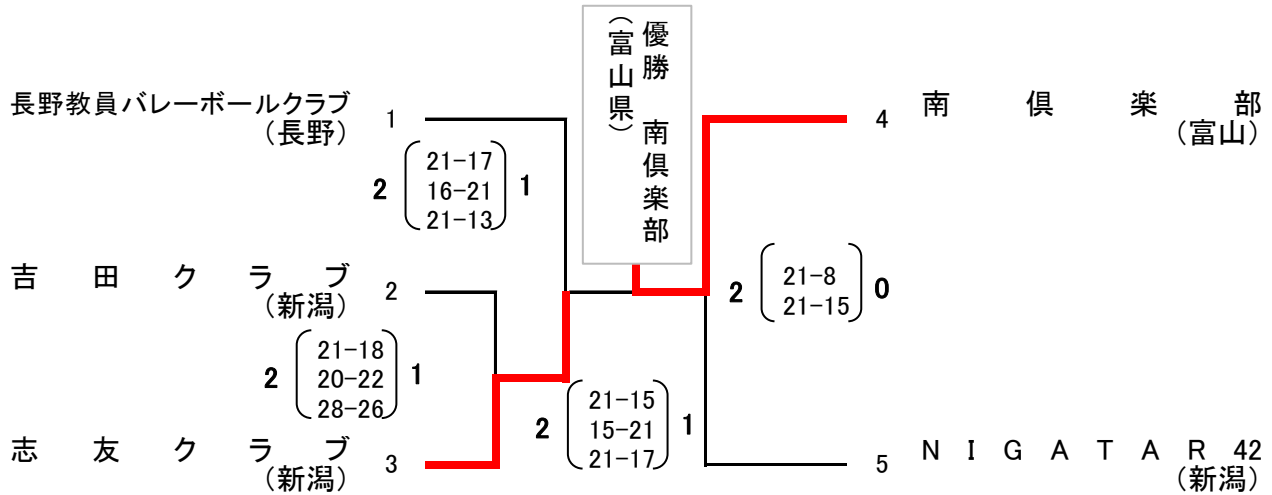 優勝　南倶楽部
（富山県）
長野教員バレーボールクラブ
（長野）
1
2
21-17
16-21
21-13
1
吉田クラブ
（新潟）
2
2
21-18
20-22
28-26
1
志友クラブ
（新潟）
3
2
21-15
15-21
21-17
1
南倶楽部
（富山）
4
2
21-8
21-15
0
NIGATAR 42
（新潟）
5